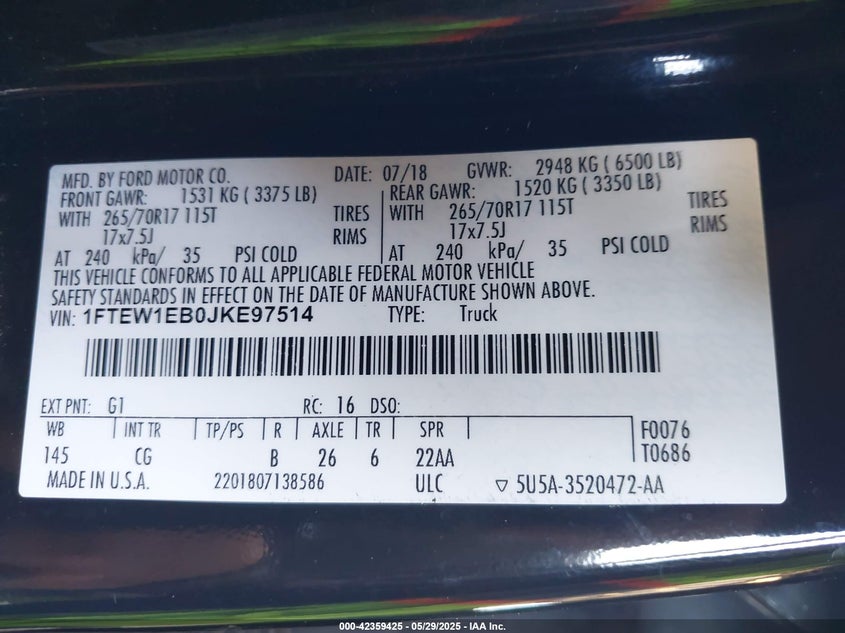 MFD. BY FORD MOTOR CO. DATE: 07/18 GVWR: 2948 KG ( 6500 LB)
FRONT GAWR: 1531 KG ( 3375 LB) REAR GAWR: 1520 KG ( 3350 LB)
WITH 265/70R17 115T TIRES WITH 265/70R17 115T TIRES
17x7.5J RIMS 17x7.5J RIMS
AT 240 kPa/ 35 PSI COLD AT 240 kPa/ 35 PSI COLD
THIS VEHICLE CONFORMS TO ALL APPLICABLE FEDERAL MOTOR VEHICLE
SAFETY STANDARDS IN EFFECT ON THE DATE OF MANUFACTURE SHOWN ABOVE.
VIN: 1FTEW1EB0JKE97514 TYPE: Truck
EXT PNT: G1 RC: 16 DSO:
WB INT TR TP/PS R AXLE TR SPR F0076
145 CG B 26 6 22AA T0686
MADE IN U.S.A. 2201807138586 ULC ▽ 5U5A-3520472-AA
000-42359425 - 05/29/2025 - IAA Inc.